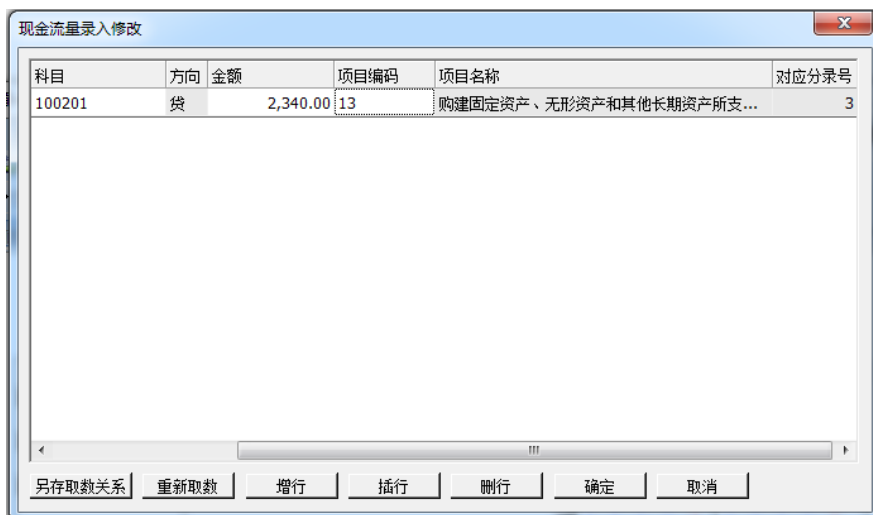 现金流量录入修改
科目 方向 金额 项目编码 项目名称 对应分录号
100201 贷 2,340.00 13 购建固定资产、无形资产和其他长期资产所支... 3
另存取数关系 重新取数 增行 插行 删行 确定 取消